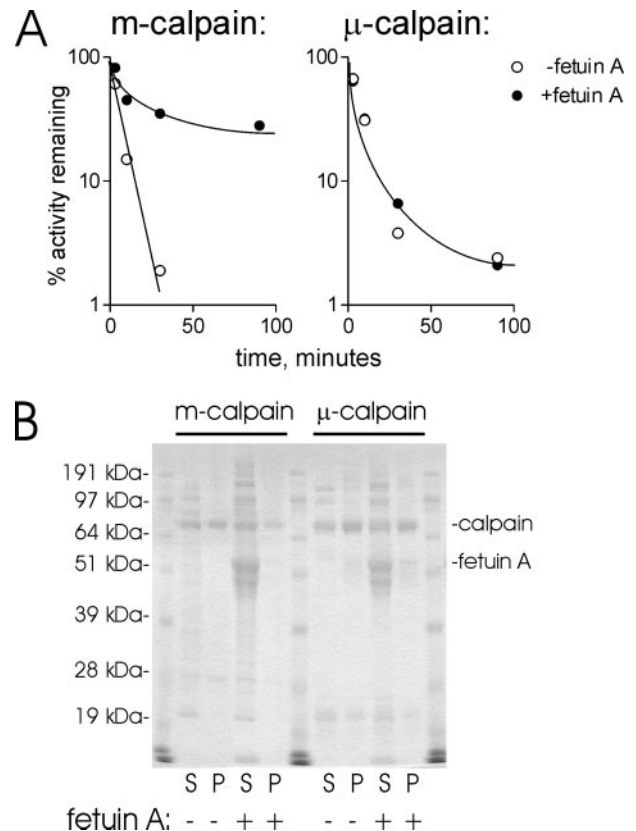 A
m-calpain:
μ-calpain:
-fetuin A
+fetuin A
% activity remaining
100
10
1
0
50
100
100
10
1
0
50
100
time, minutes
B
m-calpain
μ-calpain
191 kDa-
97 kDa-
64 kDa-
51 kDa-
39 kDa-
28 kDa-
19 kDa-
-calpain
-fetuin A
S P S P S P S P
fetuin A: - - + + - - + +